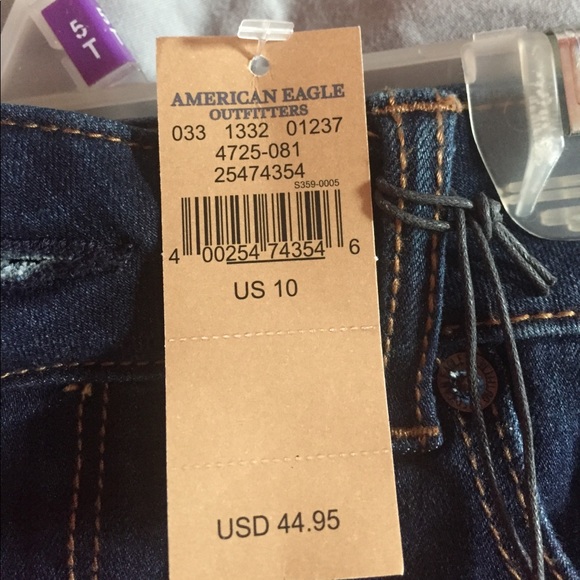 5T
AMERICAN EAGLE
OUTFITTERS
033 1332 01237
4725-081
25474354
S359-0005
4 00254 74354 6
US 10
USD 44.95